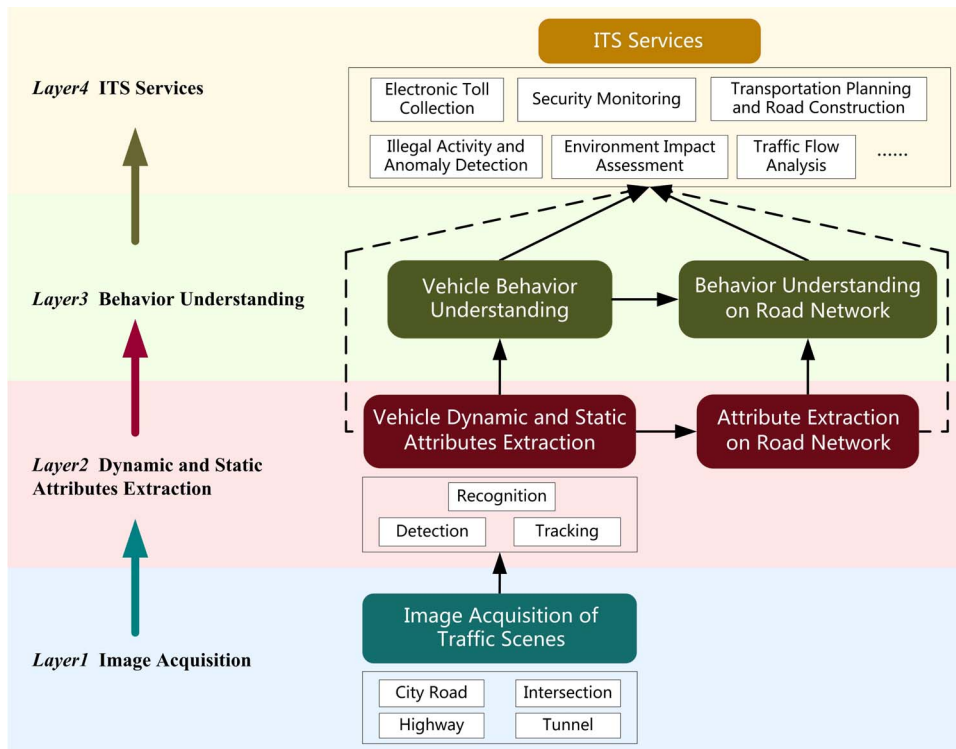 ITS Services
Layer4 ITS Services
Electronic Toll
Collection
Security Monitoring
Transportation Planning
and Road Construction
Illegal Activity and
Anomaly Detection
Environment Impact
Assessment
Traffic Flow
Analysis
......
Layer3 Behavior Understanding
Vehicle Behavior
Understanding
Behavior Understanding
on Road Network
Layer2 Dynamic and Static
Attributes Extraction
Vehicle Dynamic and Static
Attributes Extraction
Attribute Extraction
on Road Network
Recognition
Detection
Tracking
Layer1 Image Acquisition
Image Acquisition of
Traffic Scenes
City Road
Intersection
Highway
Tunnel